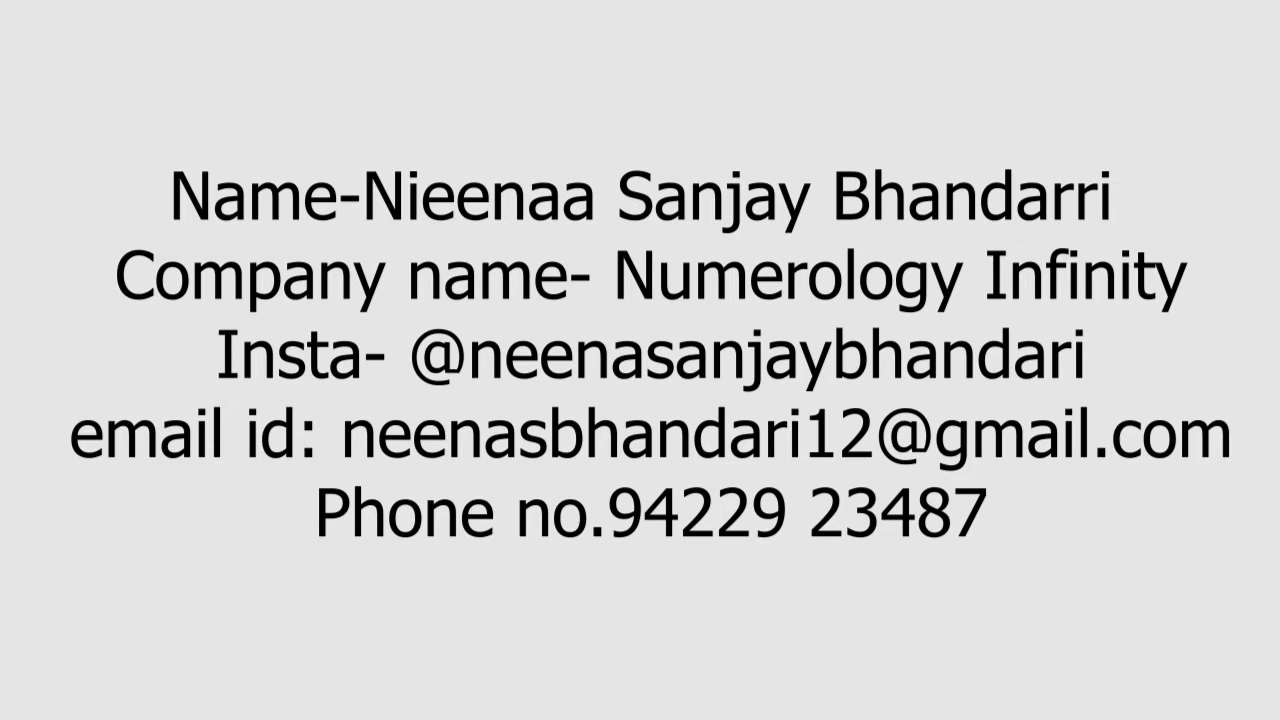 Name-Nieenaa Sanjay Bhandarri
Company name- Numerology Infinity
Insta- @neenasanjaybhandari
email id: neenasbhandari12@gmail.com
Phone no.94229 23487